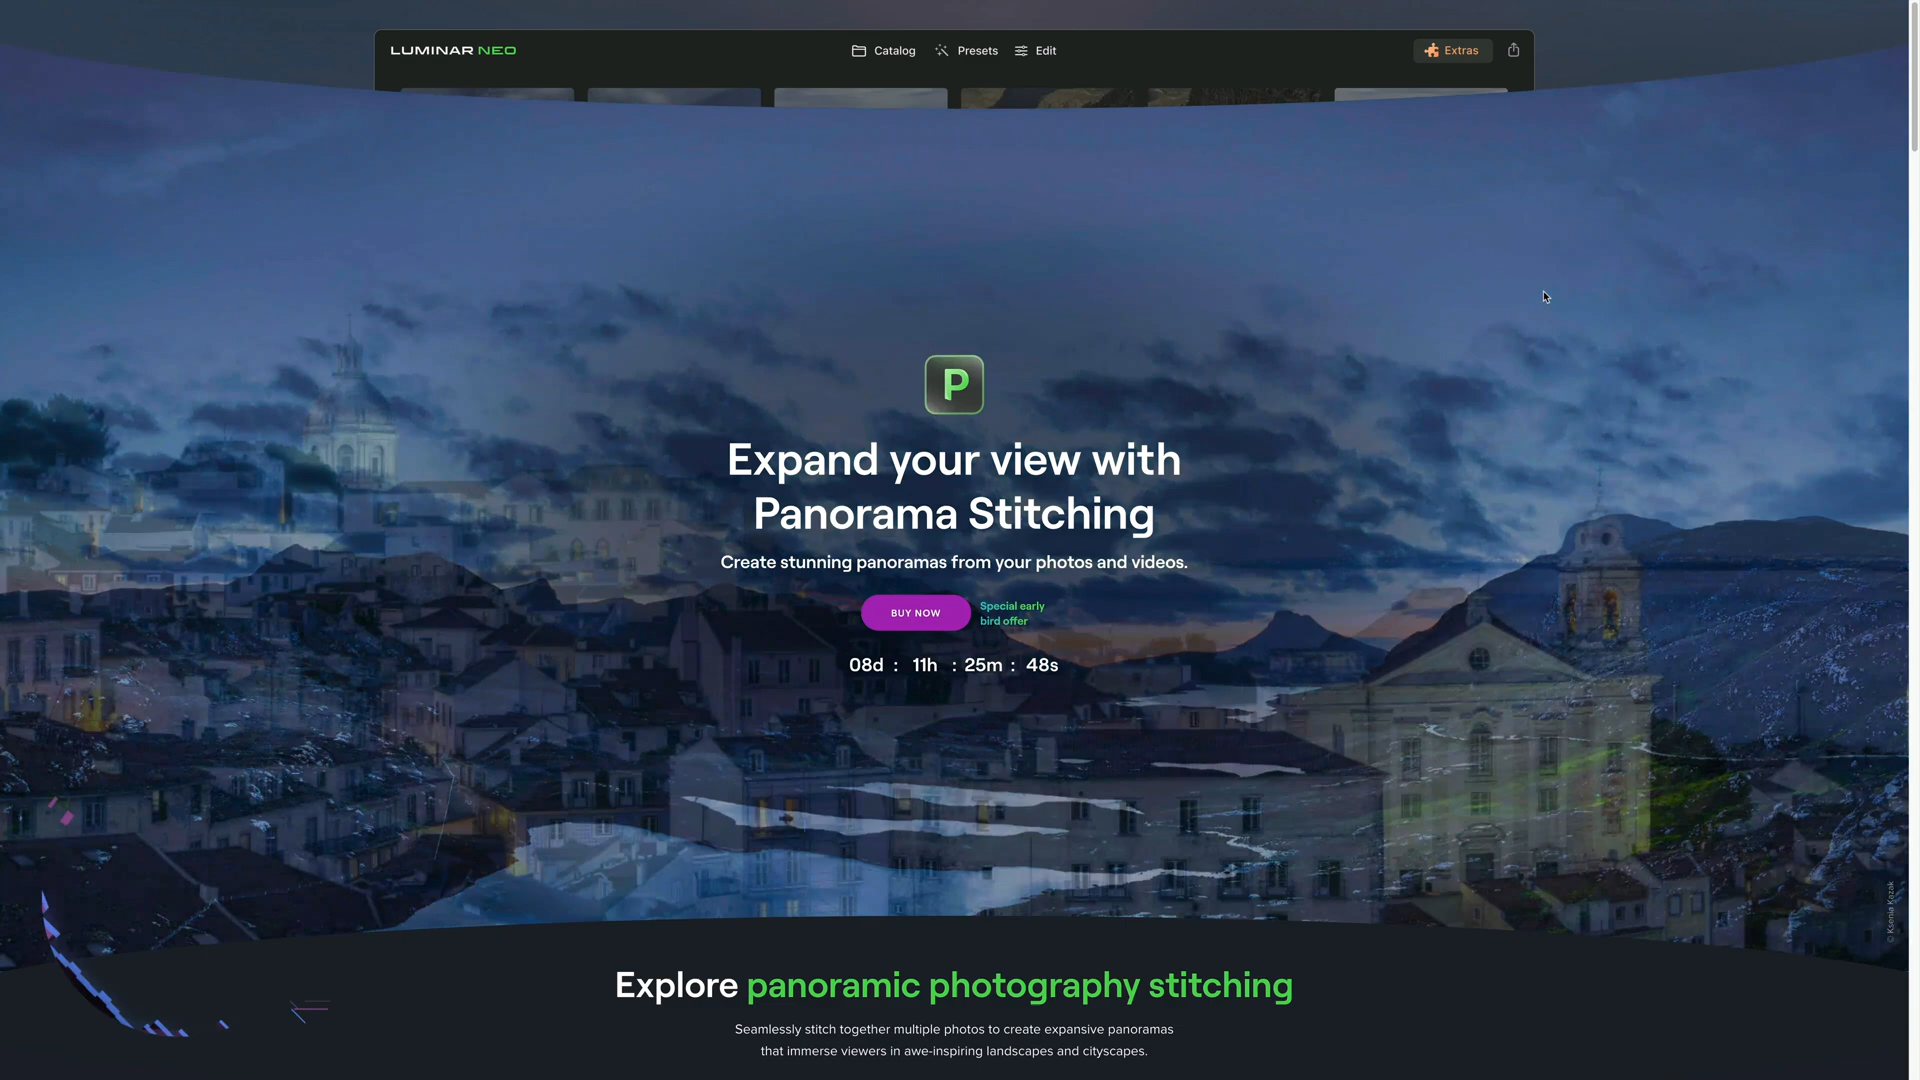 LUMINAR NEO
Catalog
Presets
Edit
Extras
P
Expand your view with
Panorama Stitching
Create stunning panoramas from your photos and videos.
BUY NOW
Special early
bird offer
08d : 11h : 25m : 48s
© Ksenia Kazak
Explore panoramic photography stitching
Seamlessly stitch together multiple photos to create expansive panoramas
that immerse viewers in awe-inspiring landscapes and cityscapes.